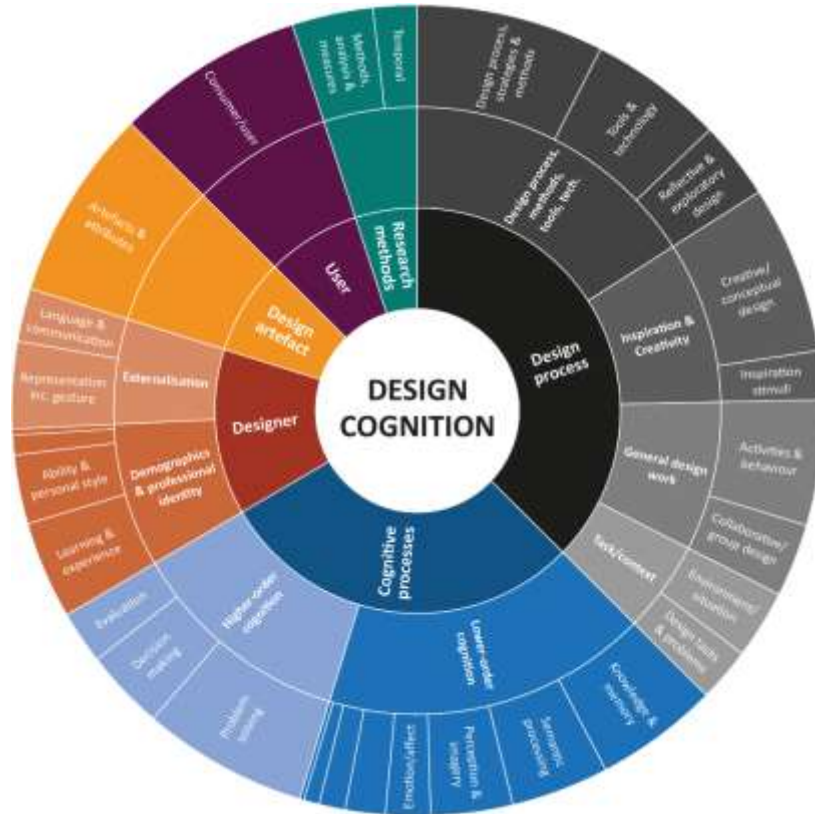 DESIGN
COGNITION
Design
process
Design process,
methods,
tools, tech.
Design process,
strategies &
methods
Tools &
technology
Reflective &
exploratory
design
Inspiration &
Creativity
Creative/
conceptual
design
Inspiration
stimuli
General design
work
Activities &
behaviour
Collaborative/
group design
Task/context
Environment/
situation
Design tasks
& problems
Cognitive
processes
Lower-order
cognition
Knowledge &
memory
Semantic
processing
Perception &
imagery
Emotion/affect
Higher-order
cognition
Problem
solving
Decision
making
Evaluation
Designer
Demographics
& professional
identity
Learning &
experience
Ability &
personal style
Externalisation
Representation
inc. gesture
Language &
communication
Design
artefact
Artefacts &
attributes
User
Consumer/user
Research
methods
Methods,
analysis &
measures
Temporal